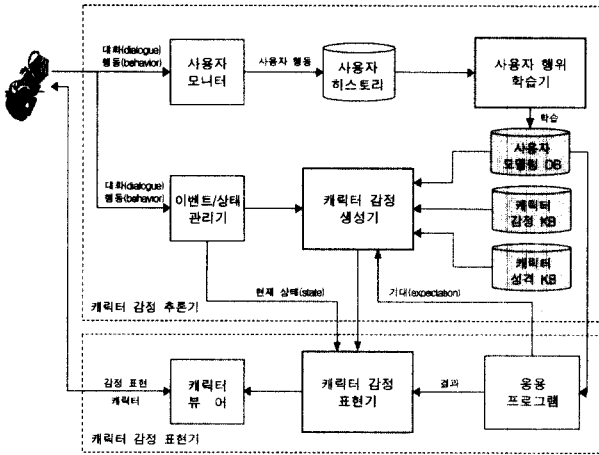 대화(dialogue)
행동(behavior)
사용자
모니터
사용자 행동
사용자
히스토리
사용자 행위
학습기
학습
사용자
모델링 DB
대화(dialogue)
행동(behavior)
이벤트/상태
관리기
캐릭터 감정
생성기
캐릭터
감정 KB
캐릭터
성격 KB
현재 상태(state)
기대(expectation)
캐릭터 감정 추론기
감정 표현
캐릭터
캐릭터
뷰 어
캐릭터 감정
표현기
결과
응용
프로그램
캐릭터 감정 표현기